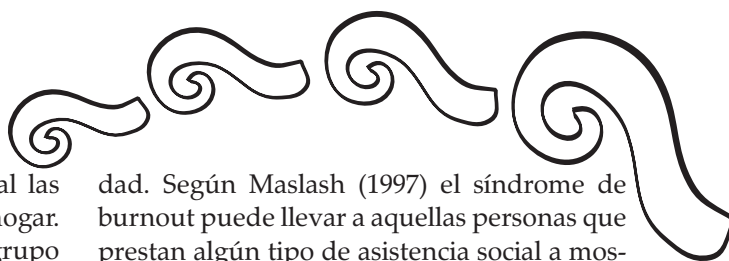 al las
hogar.
grupo
dad. Según Maslash (1997) el síndrome de
burnout puede llevar a aquellas personas que
prestan algún tipo de asistencia social a mos-